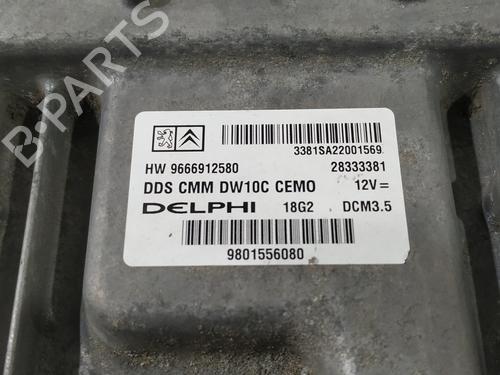 B-PARTS
3381SA22001569
HW 9666912580 28333381
DDS CMM DW10C CEMO 12V=
DELPHI 18G2 DCM3.5
9801556080